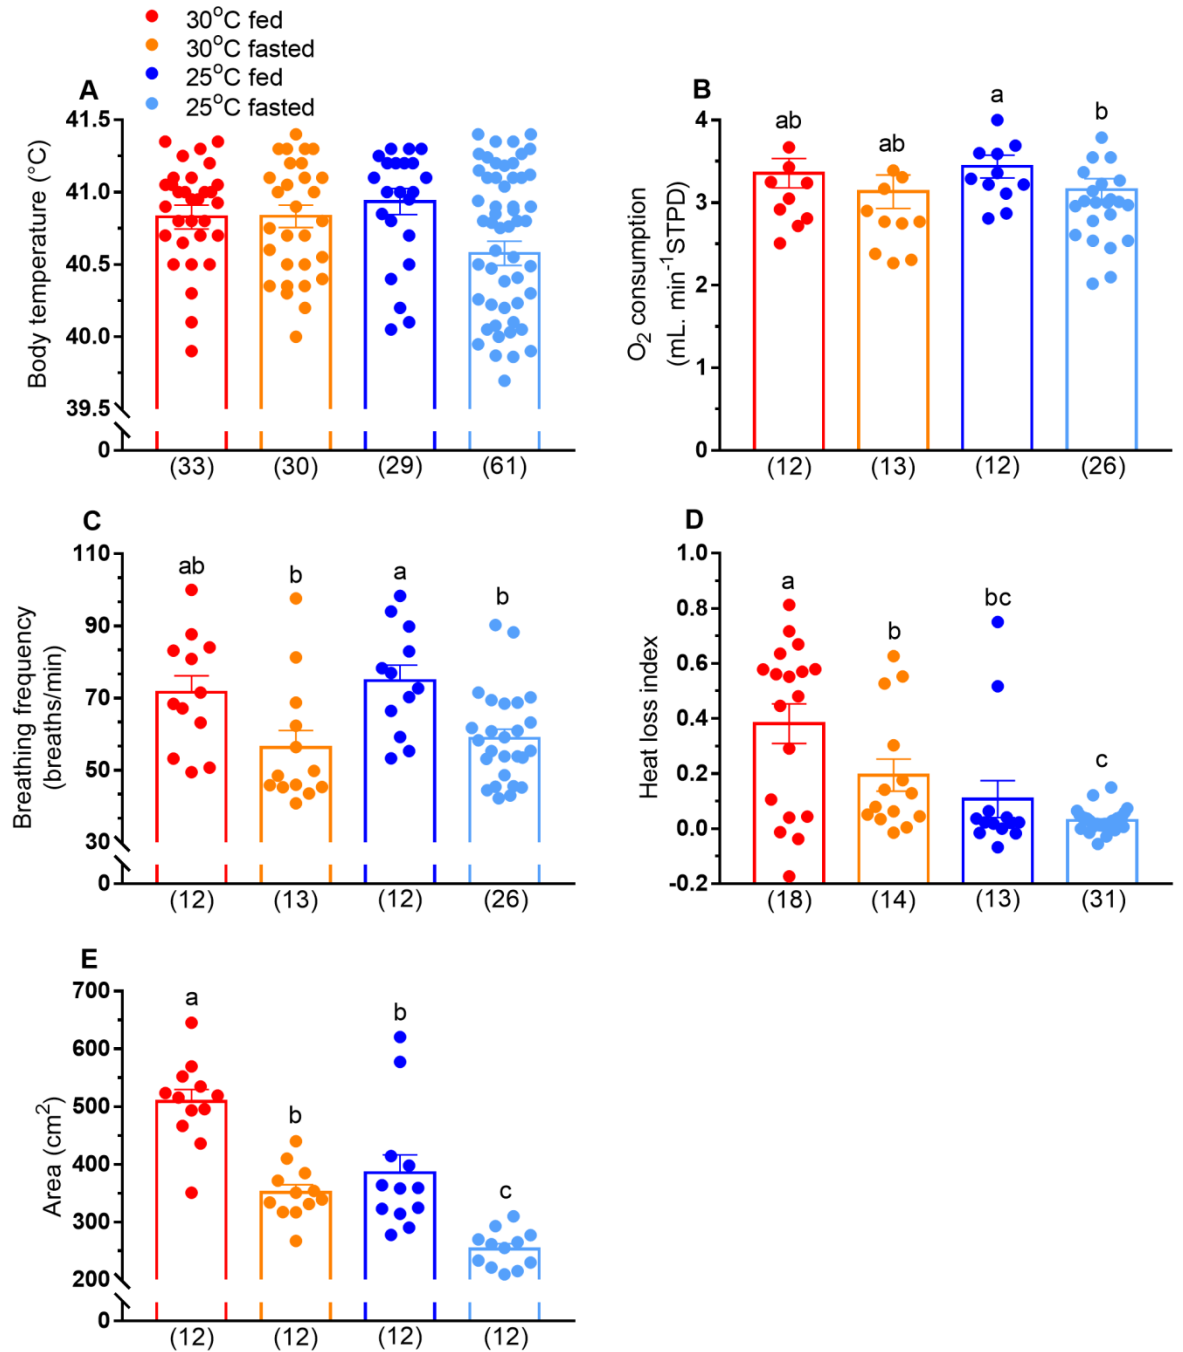 30°C fed
30°C fasted
25°C fed
25°C fasted
A
Body temperature (°C)
41.5
41.0
40.5
40.0
39.5
0
(33) (30) (29) (61)
B
O2 consumption
(mL. min-1STPD)
4
3
2
1
0
ab ab a b
(12) (13) (12) (26)
C
Breathing frequency
(breaths/min)
110
90
70
50
30
0
ab b a b
(12) (13) (12) (26)
D
Heat loss index
1.0
0.8
0.6
0.4
0.2
0.0
-0.2
a b bc c
(18) (14) (13) (31)
E
Area (cm2)
700
600
500
400
300
200
0
a b b c
(12) (12) (12) (12)